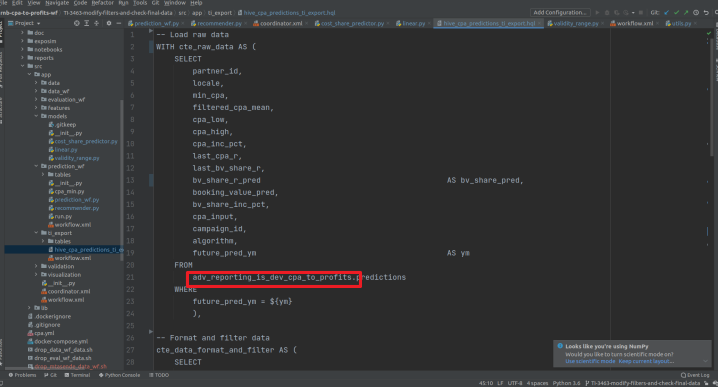 File Edit View Navigate Code Refactor Run Tools Git Window Help
mb-cpa-to-profits-wf TI-3463-modify-filters-and-check-final-data src app ti_export hive_cpa_predictions_ti_export.hql
Add Configuration...
Git:
Project
prediction_wf.py
recommender.py
coordinator.xml
cost_share_predictor.py
linear.py
hive_cpa_predictions_ti_export.hql
validity_range.py
workflow.xml
utils.py
doc
eggsim
notebooks
reports
src
app
data
data_wf
evaluation_wf
features
models
.gitkeep
__init__.py
cost_share_predictor.py
linear.py
validity_range.py
prediction_wf
tables
__init__.py
cpa_min.py
prediction_wf.py
recommender.py
run.py
workflow.xml
ti_export
tables
hive_cpa_predictions_ti_e
workflow.xml
validation
visualization
__init__.py
coordinator.xml
workflow.xml
lib
.dockerignore
.gitignore
cpa.yml
docker-compose.yml
drop_data_wf_data.sh
drop_eval_wf_data.sh
1 -- Load raw data
2 WITH cte_raw_data AS (
3 SELECT
4 partner_id,
5 locale,
6 min_cpa,
7 filtered_cpa_mean,
8 cpa_low,
9 cpa_high,
10 cpa_inc_pct,
11 last_cpa_r,
12 last_bv_share_r,
13 bv_share_r_pred AS bv_share_pred,
14 booking_value_pred,
15 bv_share_inc_pct,
16 cpa_input,
17 campaign_id,
18 algorithm,
19 future_pred_ym AS ym
20 FROM
21 adv_reporting_is_dev_cpa_to_profits.predictions
22 WHERE
23 future_pred_ym = ${ym}
24 ),
25
26 -- Format and filter data
27 cte_data_format_and_filter AS (
28 SELECT
Looks like you're using NumPy
Would you like to turn scientific mode on?
Use scientific mode Keep current layout...
Problems Git Terminal Python Console TODO
Event Log
45:10 LF UTF-8 4 spaces Python 3.6 TI-3463-modify-filters-and-check-final-data